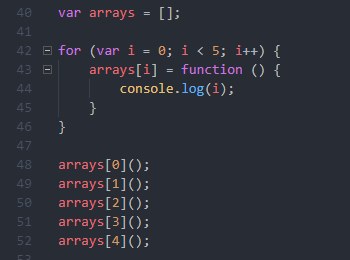 40 var arrays = [];
41
42 for (var i = 0; i < 5; i++) {
43     arrays[i] = function () {
44         console.log(i);
45     }
46 }
47
48 arrays[0]();
49 arrays[1]();
50 arrays[2]();
51 arrays[3]();
52 arrays[4]();
53